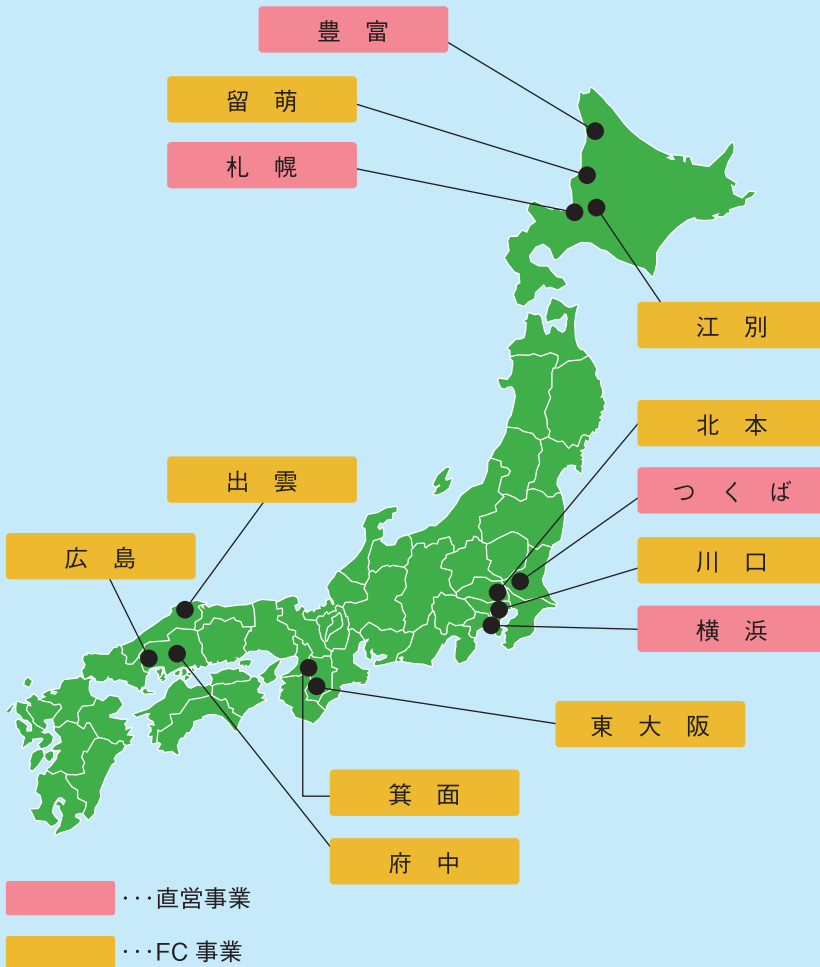 豊富
留萌
札幌
江別
北本
出雲
つくば
広島
川口
横浜
東大阪
箕面
府中
･･･直営事業
･･･FC 事業